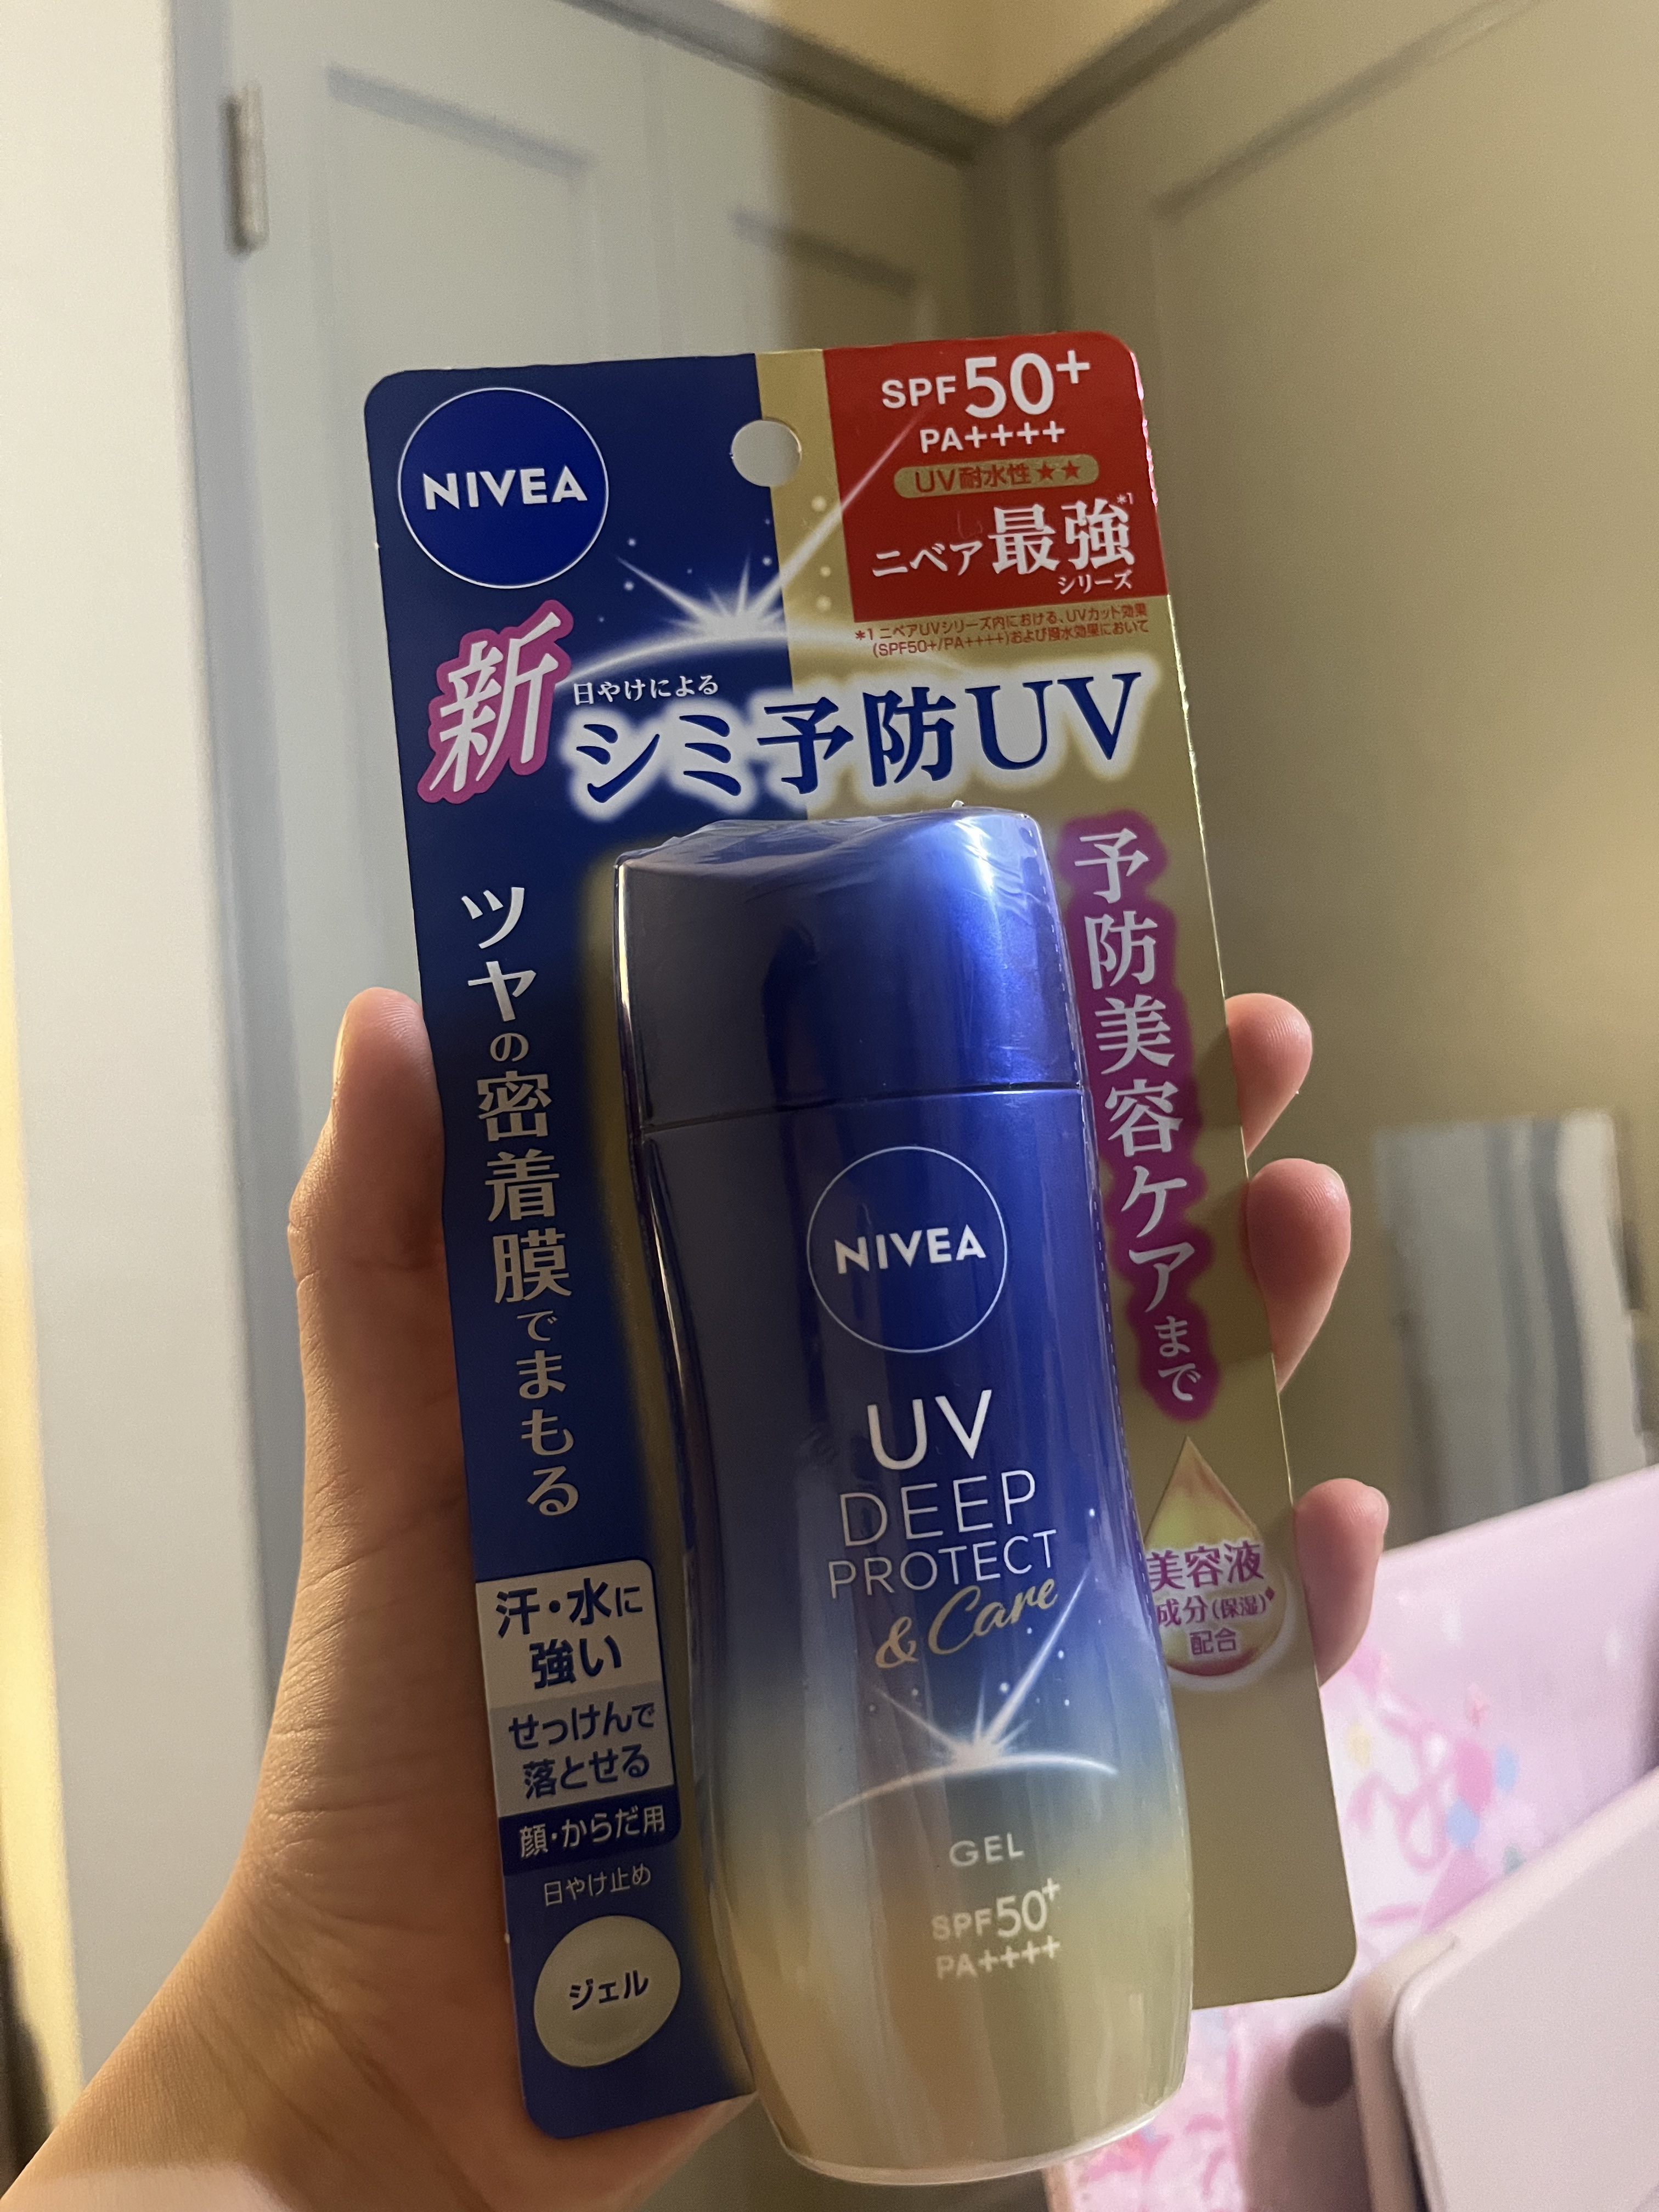 NIVEA
SPF50+
PA++++
UV耐水性★★
ニベア最強*1
シリーズ
*1 ニベアUVシリーズ内における、UVカット効果
(SPF50+/PA++++)および撥水効果において
新
日やけによる
シミ予防UV
ツヤの密着膜でまもる
予防美容ケアまで
NIVEA
UV
DEEP
PROTECT
& Care
GEL
SPF50+
PA++++
美容液
成分(保湿)◆
配合
汗・水に
強い
せっけんで
落とせる
顔・からだ用
日やけ止め
ジェル